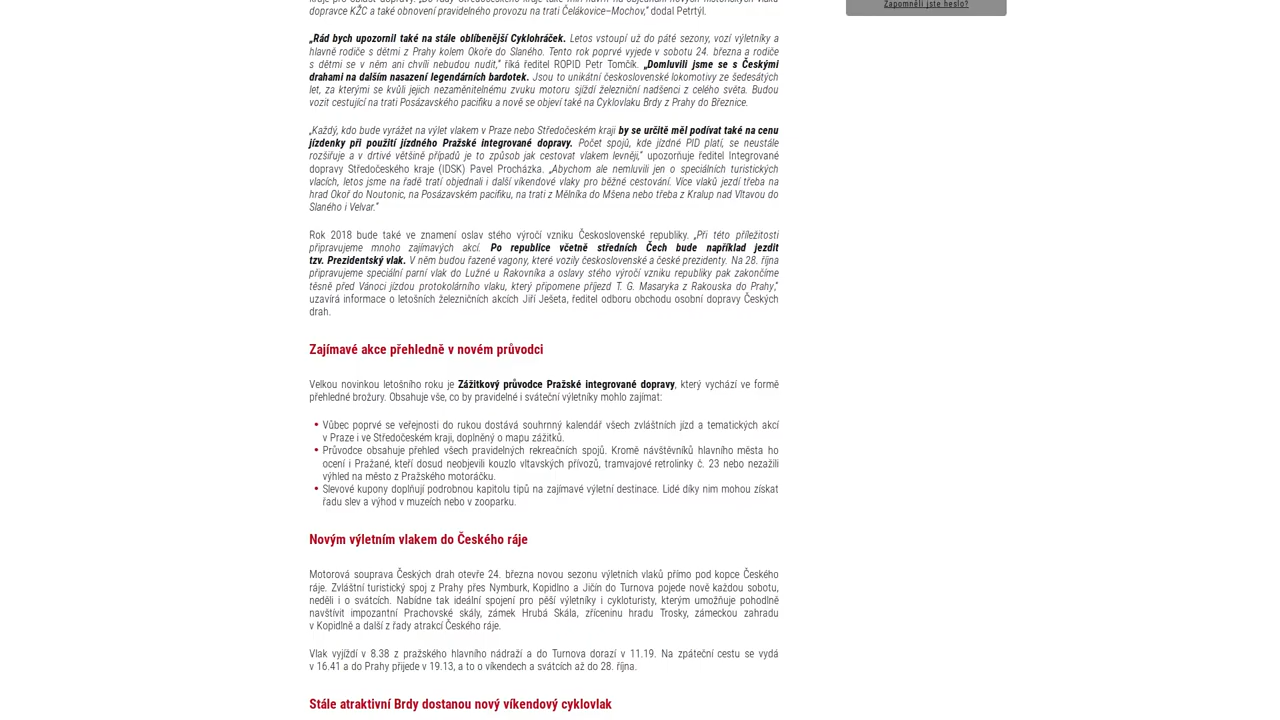 dopravce KŽC a také obnovení pravidelného provozu na trati Čelákovice–Mochov," dodal Petrtýl.
„Rád bych upozornil také na stále oblíbenější Cyklohráček. Letos vstoupí už do páté sezony, vozí výletníky a
hlavně rodiče s dětmi z Prahy kolem Okoře do Slaného. Tento rok poprvé vyjede v sobotu 24. března a rodiče
s dětmi se v něm ani chvíli nebudou nudit," říká ředitel ROPID Petr Tomčík. „Domluvili jsme se s Českými
drahami na dalším nasazení legendárních bardotek. Jsou to unikátní československé lokomotivy ze šedesátých
let, za kterými se kvůli jejich nezaměnitelnému zvuku motoru sjíždí železniční nadšenci z celého světa. Budou
vozit cestující na trati Posázavského pacifiku a nově se objeví také na Cyklovlaku Brdy z Prahy do Březnice.
„Každý, kdo bude vyrážet na výlet vlakem v Praze nebo Středočeském kraji by se určitě měl podívat také na cenu
jízdenky při použití jízdného Pražské integrované dopravy. Počet spojů, kde jízdné PID platí, se neustále
rozšiřuje a v drtivé většině případů je to způsob jak cestovat vlakem levněji," upozorňuje ředitel Integrované
dopravy Středočeského kraje (IDSK) Pavel Procházka. „Abychom ale nemluvili jen o speciálních turistických
vlacích, letos jsme na řadě tratí objednali i další víkendové vlaky pro běžné cestování. Více vlaků jezdí třeba na
hrad Okoř do Noutonic, na Posázavském pacifiku, na trati z Mělníka do Mšena nebo třeba z Kralup nad Vltavou do
Slaného i Velvar."
Rok 2018 bude také ve znamení oslav stého výročí vzniku Československé republiky. „Při této příležitosti
připravujeme mnoho zajímavých akcí. Po republice včetně středních Čech bude například jezdit
tzv. Prezidentský vlak. V něm budou řazené vagony, které vozily československé a české prezidenty. Na 28. října
připravujeme speciální parní vlak do Lužné u Rakovníka a oslavy stého výročí vzniku republiky pak zakončíme
těsně před Vánoci jízdou protokolárního vlaku, který připomene příjezd T. G. Masaryka z Rakouska do Prahy,"
uzavírá informace o letošních železničních akcích Jiří Ješeta, ředitel odboru obchodu osobní dopravy Českých
drah.
Zajímavé akce přehledně v novém průvodci
Velkou novinkou letošního roku je Zážitkový průvodce Pražské integrované dopravy, který vychází ve formě
přehledné brožury. Obsahuje vše, co by pravidelné i sváteční výletníky mohlo zajímat:
• Vůbec poprvé se veřejnosti do rukou dostává souhrnný kalendář všech zvláštních jízd a tematických akcí
v Praze i ve Středočeském kraji, doplněný o mapu zážitků.
• Průvodce obsahuje přehled všech pravidelných rekreačních spojů. Kromě návštěvníků hlavního města ho
ocení i Pražané, kteří dosud neobjevili kouzlo vltavských přívozů, tramvajové retrolinky č. 23 nebo nezažili
výhled na město z Pražského motoráčku.
• Slevové kupony doplňují podrobnou kapitolu tipů na zajímavé výletní destinace. Lidé díky nim mohou získat
řadu slev a výhod v muzeích nebo v zooparku.
Novým výletním vlakem do Českého ráje
Motorová souprava Českých drah otevře 24. března novou sezonu výletních vlaků přímo pod kopce Českého
ráje. Zvláštní turistický spoj z Prahy přes Nymburk, Kopidlno a Jičín do Turnova pojede nově každou sobotu,
neděli i o svátcích. Nabídne tak ideální spojení pro pěší výletníky i cykloturisty, kterým umožňuje pohodlně
navštívit impozantní Prachovské skály, zámek Hrubá Skála, zříceninu hradu Trosky, zámeckou zahradu
v Kopidlně a další z řady atrakcí Českého ráje.
Vlak vyjíždí v 8.38 z pražského hlavního nádraží a do Turnova dorazí v 11.19. Na zpáteční cestu se vydá
v 16.41 a do Prahy přijede v 19.13, a to o víkendech a svátcích až do 28. října.
Stále atraktivní Brdy dostanou nový víkendový cyklovlak
Zapomněli jste heslo?